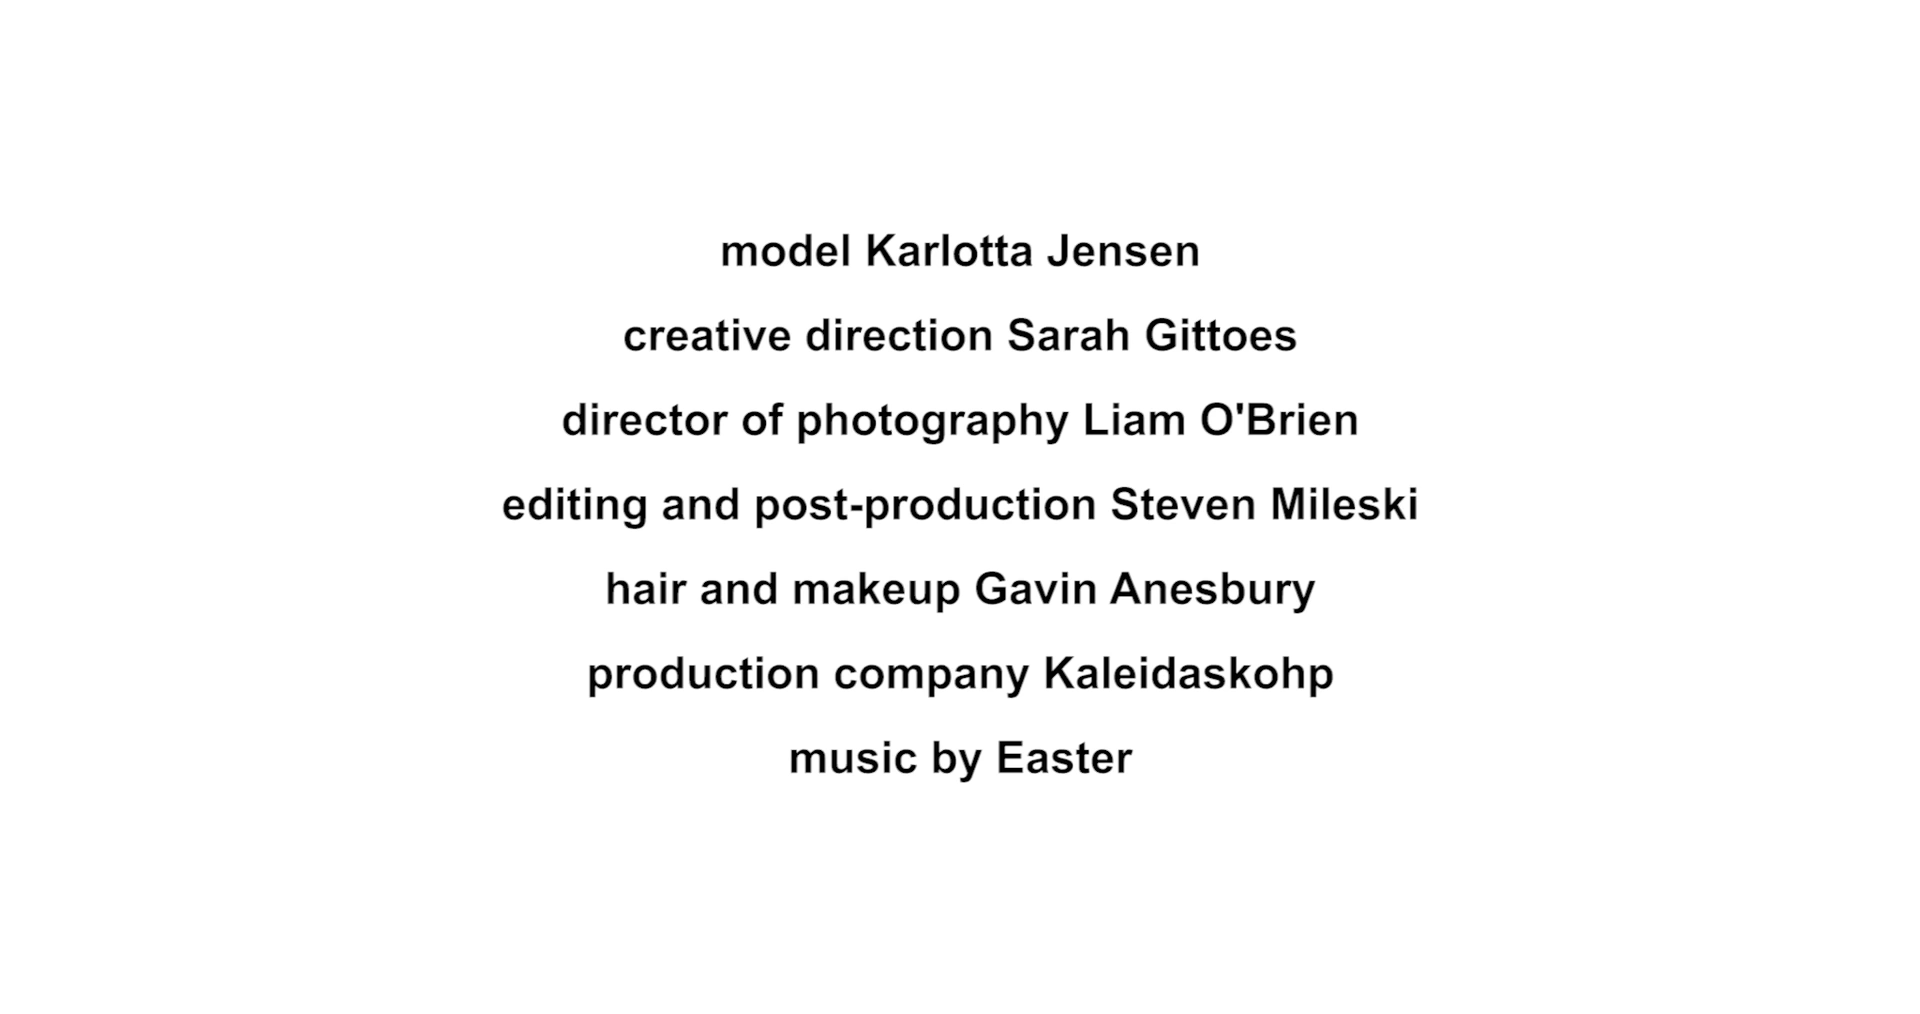 model Karlotta Jensen
creative direction Sarah Gittoes
director of photography Liam O'Brien
editing and post-production Steven Mileski
hair and makeup Gavin Anesbury
production company Kaleidaskohp
music by Easter